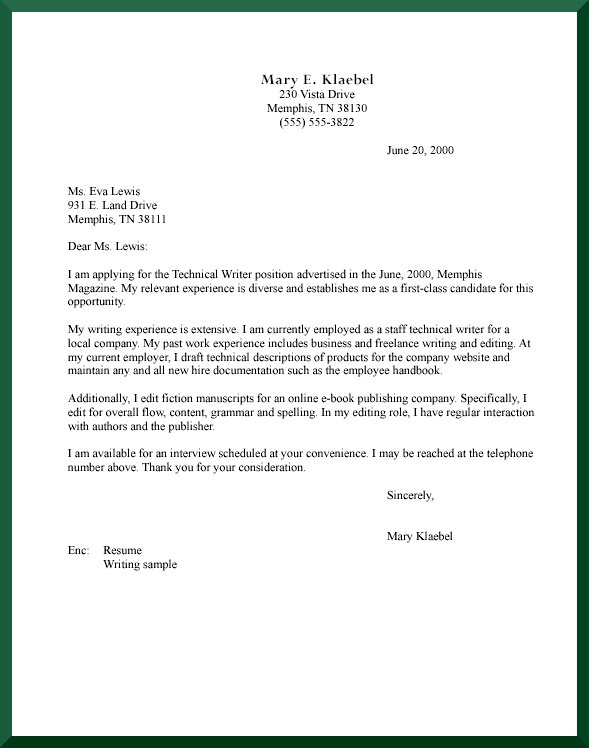 Mary E. Klaebel
230 Vista Drive
Memphis, TN 38130
(555) 555-3822
June 20, 2000
Ms. Eva Lewis
931 E. Land Drive
Memphis, TN 38111
Dear Ms. Lewis:
I am applying for the Technical Writer position advertised in the June, 2000, Memphis
Magazine. My relevant experience is diverse and establishes me as a first-class candidate for this
opportunity.
My writing experience is extensive. I am currently employed as a staff technical writer for a
local company. My past work experience includes business and freelance writing and editing. At
my current employer, I draft technical descriptions of products for the company website and
maintain any and all new hire documentation such as the employee handbook.
Additionally, I edit fiction manuscripts for an online e-book publishing company. Specifically, I
edit for overall flow, content, grammar and spelling. In my editing role, I have regular interaction
with authors and the publisher.
I am available for an interview scheduled at your convenience. I may be reached at the telephone
number above. Thank you for your consideration.
Sincerely,
Mary Klaebel
Enc: Resume
Writing sample